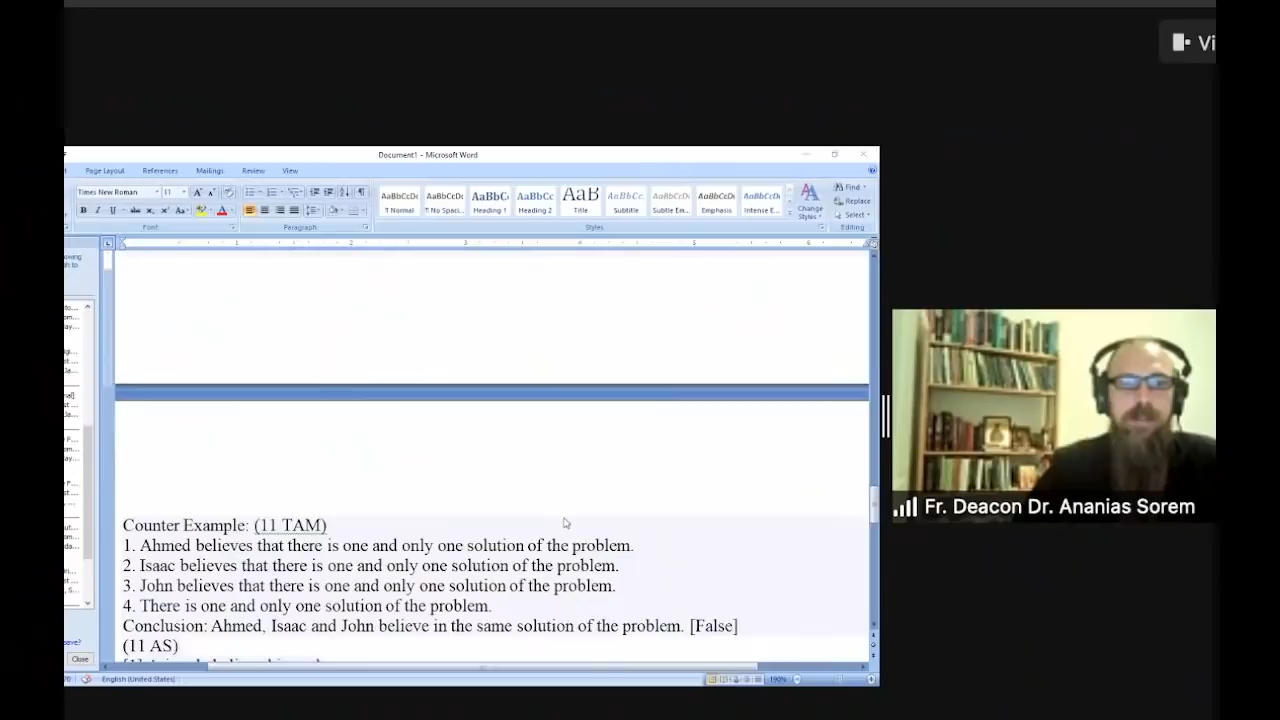 Vi
Document1 - Microsoft Word
Page Layout References Mailings Review View
Times New Roman 11
AaBbCcDc AaBbCcDc AaBbC AaBbCc AaB AaBbCc. AaBbCcDc AaBbCcDc AaBbCcDc
¶ Normal ¶ No Spaci... Heading 1 Heading 2 Title Subtitle Subtle Em... Emphasis Intense E...
Change Styles
Find
Replace
Select
Font Paragraph Styles Editing
Counter Example: (11 TAM)
1. Ahmed believes that there is one and only one solution of the problem.
2. Isaac believes that there is one and only one solution of the problem.
3. John believes that there is one and only one solution of the problem.
4. There is one and only one solution of the problem.
Conclusion: Ahmed, Isaac and John believe in the same solution of the problem. [False]
(11 AS)
Close
English (United States)
190%
Fr. Deacon Dr. Ananias Sorem